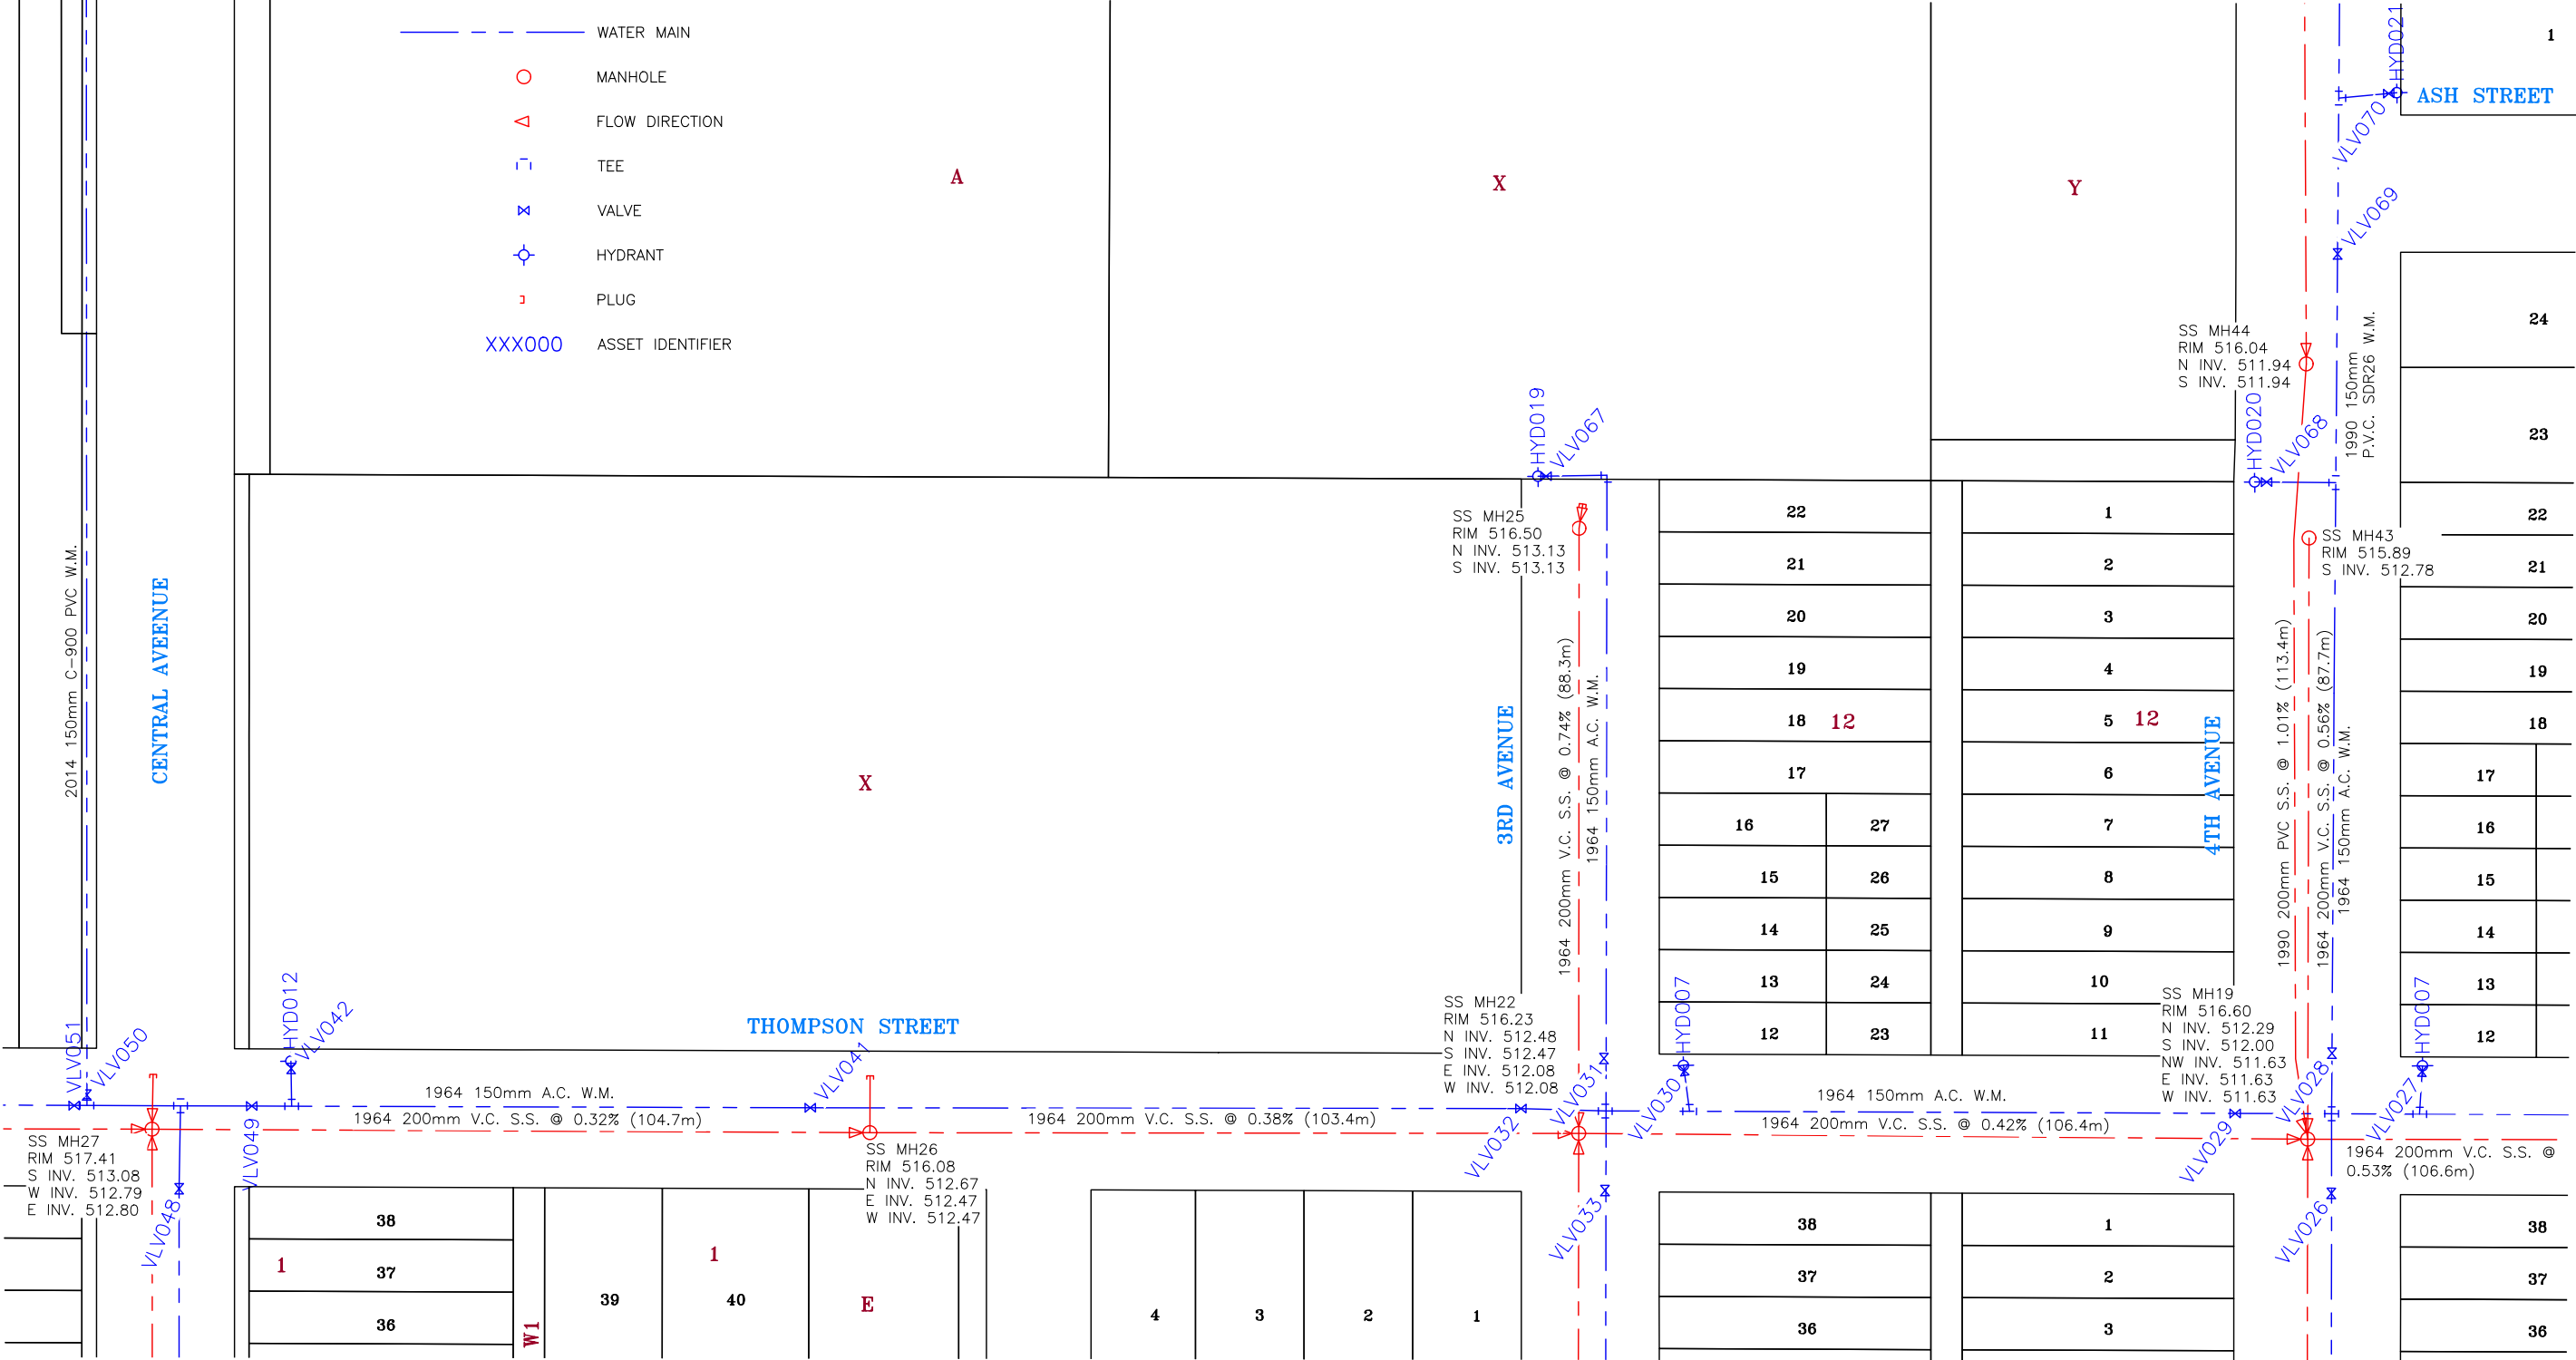 WATER MAIN
MANHOLE
FLOW DIRECTION
TEE
VALVE
HYDRANT
PLUG
XXX000 ASSET IDENTIFIER
A
X
Y
1
HYD021
ASH STREET
VLV070
VLV069
24
23
22
21
20
19
18
17
16
15
14
13
12
SS MH44
RIM 516.04
N INV. 511.94
S INV. 511.94
1990 150mm
P.V.C. SDR26 W.M.
HYD020
VLV068
HYD019
VLV067
SS MH25
RIM 516.50
N INV. 513.13
S INV. 513.13
SS MH43
RIM 515.89
S INV. 512.78
2014 150mm C-900 PVC W.M.
CENTRAL AVEENUE
X
3RD AVENUE
1964 200mm V.C. S.S. @ 0.74% (88.3m)
1964 150mm A.C. W.M.
22
21
20
19
18 12
17
16 27
15 26
14 25
13 24
12 23
1
2
3
4
5 12
6
7
8
9
10
11
4TH AVENUE
1990 200mm PVC S.S. @ 1.01% (113.4m)
1964 200mm V.C. S.S. @ 0.56% (87.7m)
1964 150mm A.C. W.M.
THOMPSON STREET
VLV051
VLV050
HYD012
VLV042
VLV049
VLV048
VLV041
1964 150mm A.C. W.M.
1964 200mm V.C. S.S. @ 0.32% (104.7m)
1964 200mm V.C. S.S. @ 0.38% (103.4m)
SS MH22
RIM 516.23
N INV. 512.48
S INV. 512.47
E INV. 512.08
W INV. 512.08
VLV031
VLV032
VLV033
HYD007
VLV030
1964 150mm A.C. W.M.
1964 200mm V.C. S.S. @ 0.42% (106.4m)
SS MH19
RIM 516.60
N INV. 512.29
S INV. 512.00
NW INV. 511.63
E INV. 511.63
W INV. 511.63
VLV028
VLV029
VLV026
HYD007
VLV027
1964 200mm V.C. S.S. @
0.53% (106.6m)
SS MH27
RIM 517.41
S INV. 513.08
W INV. 512.79
E INV. 512.80
SS MH26
RIM 516.08
N INV. 512.67
E INV. 512.47
W INV. 512.47
38
1 37
36
W1
39
1
40
E
4
3
2
1
38
37
36
1
2
3
38
37
36